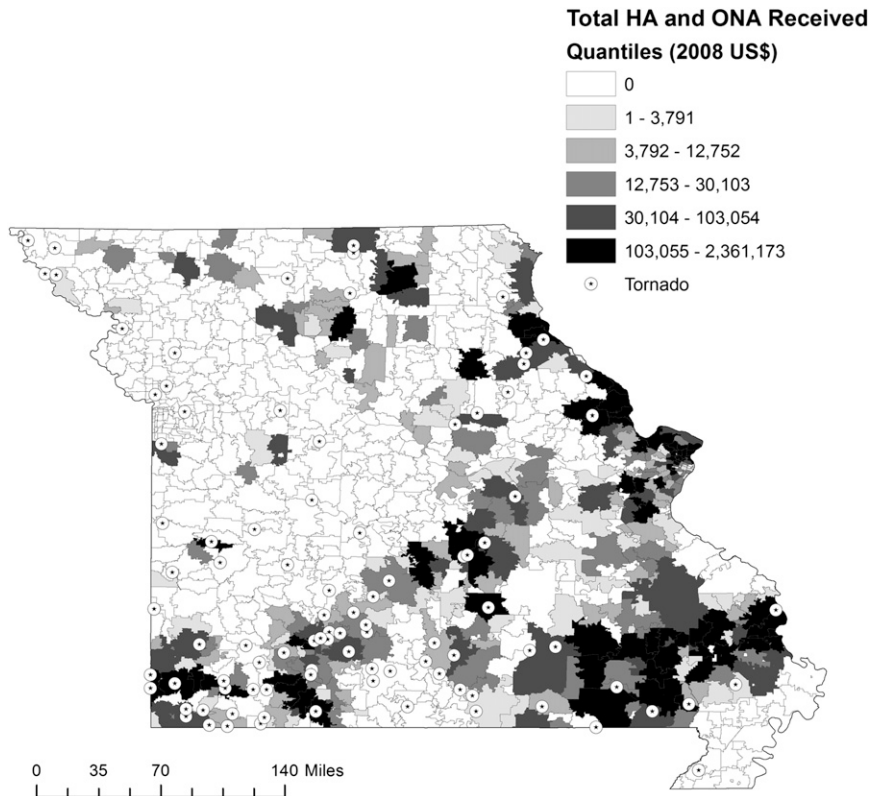 Total HA and ONA Received
Quantiles (2008 US$)
0
1 - 3,791
3,792 - 12,752
12,753 - 30,103
30,104 - 103,054
103,055 - 2,361,173
Tornado
0 35 70 140 Miles